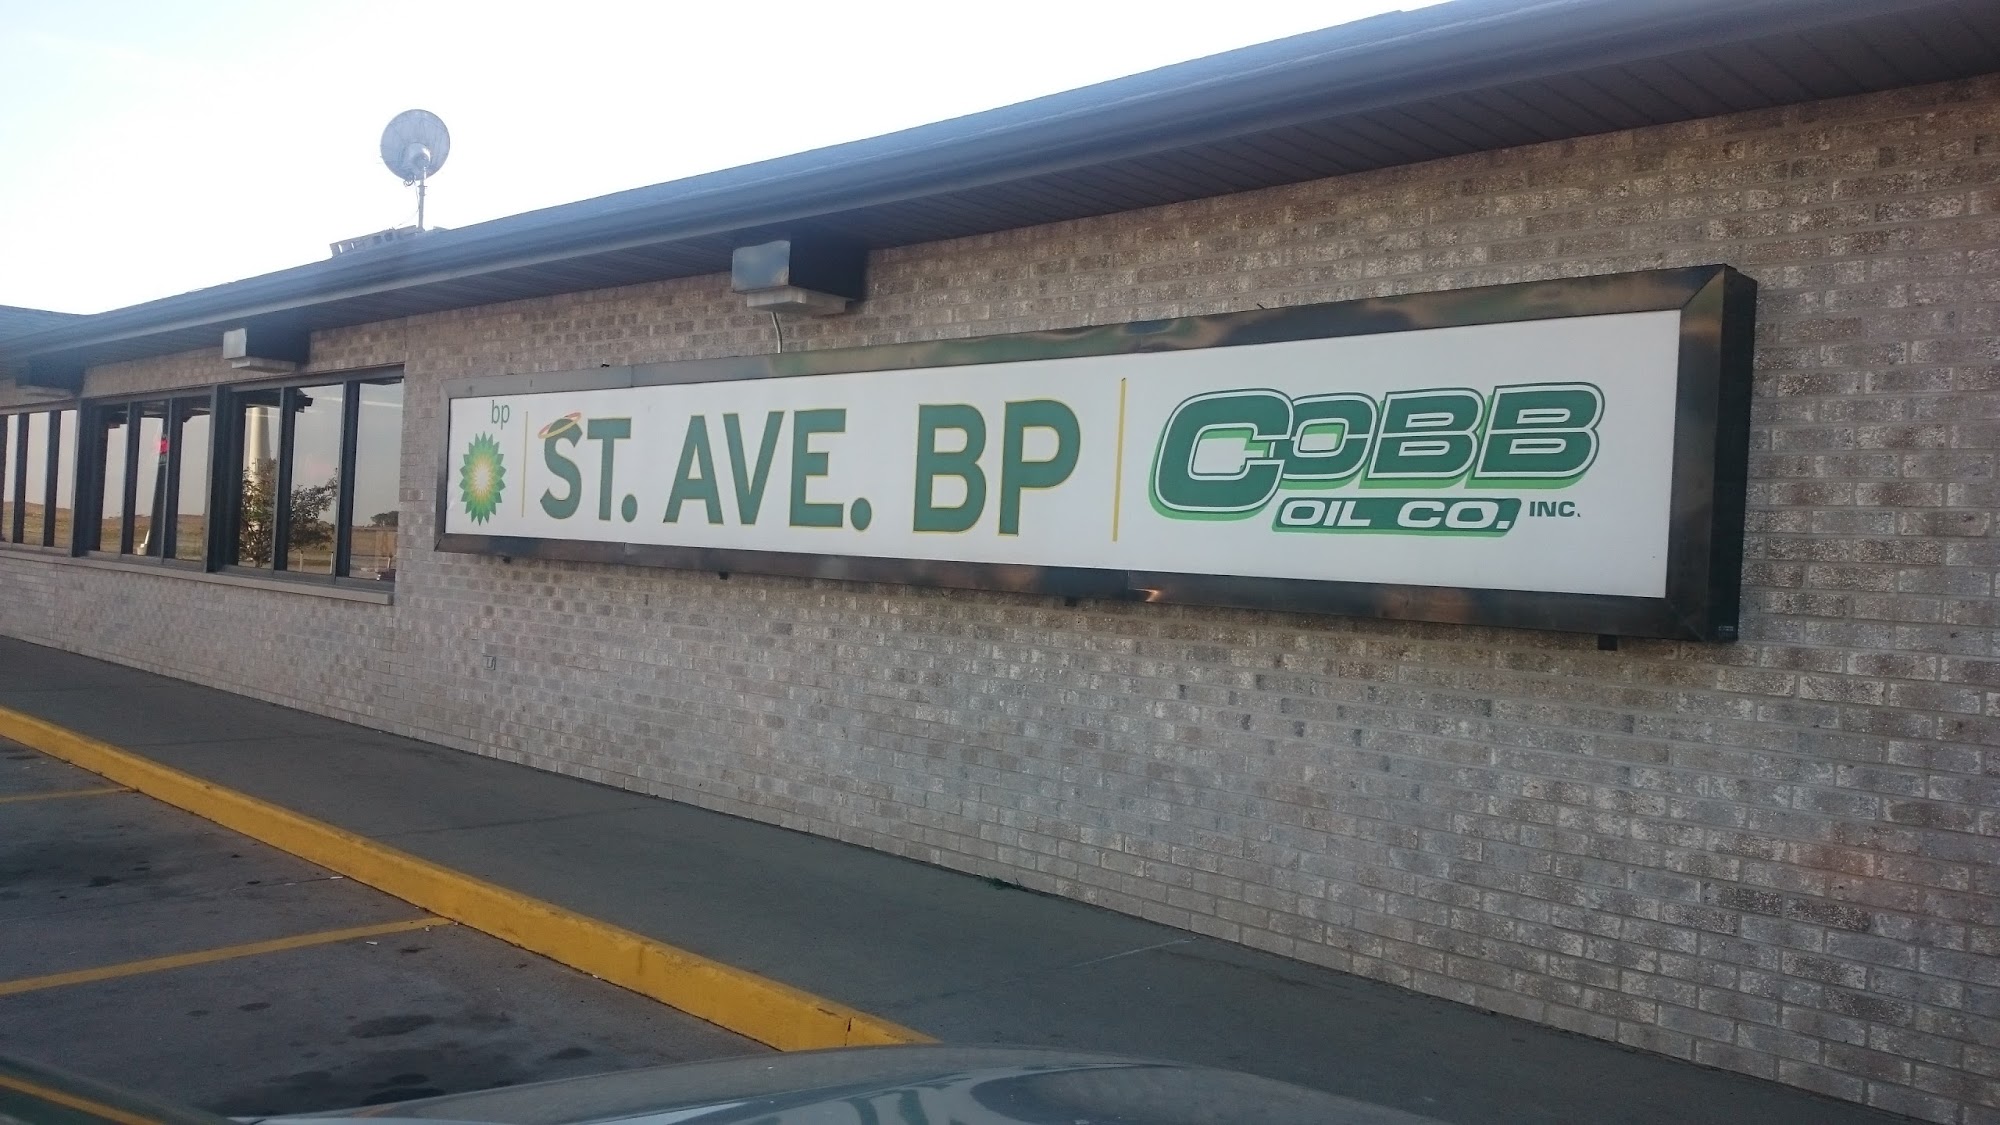 bp
ST. AVE. BP
COBB
OIL CO. INC.